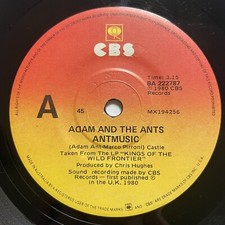 CBS
TIME: 3.15
BA 222787
℗ 1980 CBS
Records
A
45
MX194256
ADAM AND THE ANTS
ANTMUSIC
(Adam Ant-Marco Pirroni) Castle
Taken From The LP "KINGS OF THE
WILD FRONTIER"
Produced by Chris Hughes
Sound recording made by CBS
Records — first published ℗
in the U.K. 1980